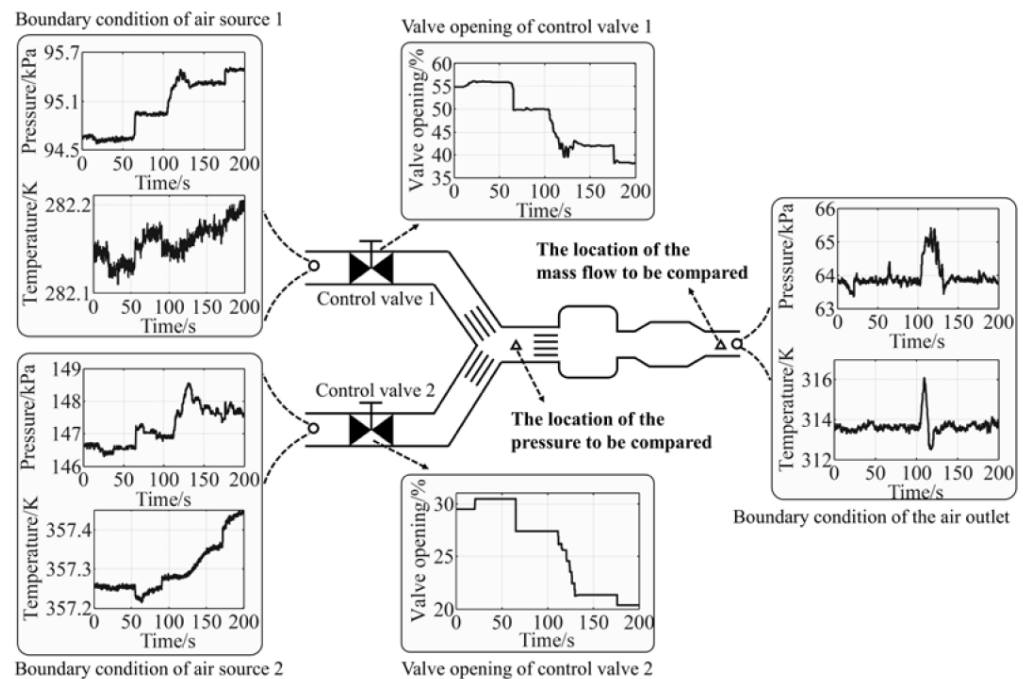 Boundary condition of air source 1
Pressure/kPa
95.7
95.1
94.5
0 50 100 150 200
Time/s
Temperature/K
282.2
282.1
0 50 100 150 200
Time/s
Valve opening of control valve 1
Valve opening/%
60
55
50
45
40
35
0 50 100 150 200
Time/s
Control valve 1
The location of the
mass flow to be compared
Pressure/kPa
66
65
64
63
0 50 100 150 200
Time/s
Temperature/K
316
314
312
0 50 100 150 200
Time/s
Boundary condition of the air outlet
Pressure/kPa
149
148
147
146
0 50 100 150 200
Time/s
Temperature/K
357.4
357.3
357.2
0 50 100 150 200
Time/s
Boundary condition of air source 2
Control valve 2
The location of the
pressure to be compared
Valve opening/%
30
25
20
0 50 100 150 200
Time/s
Valve opening of control valve 2